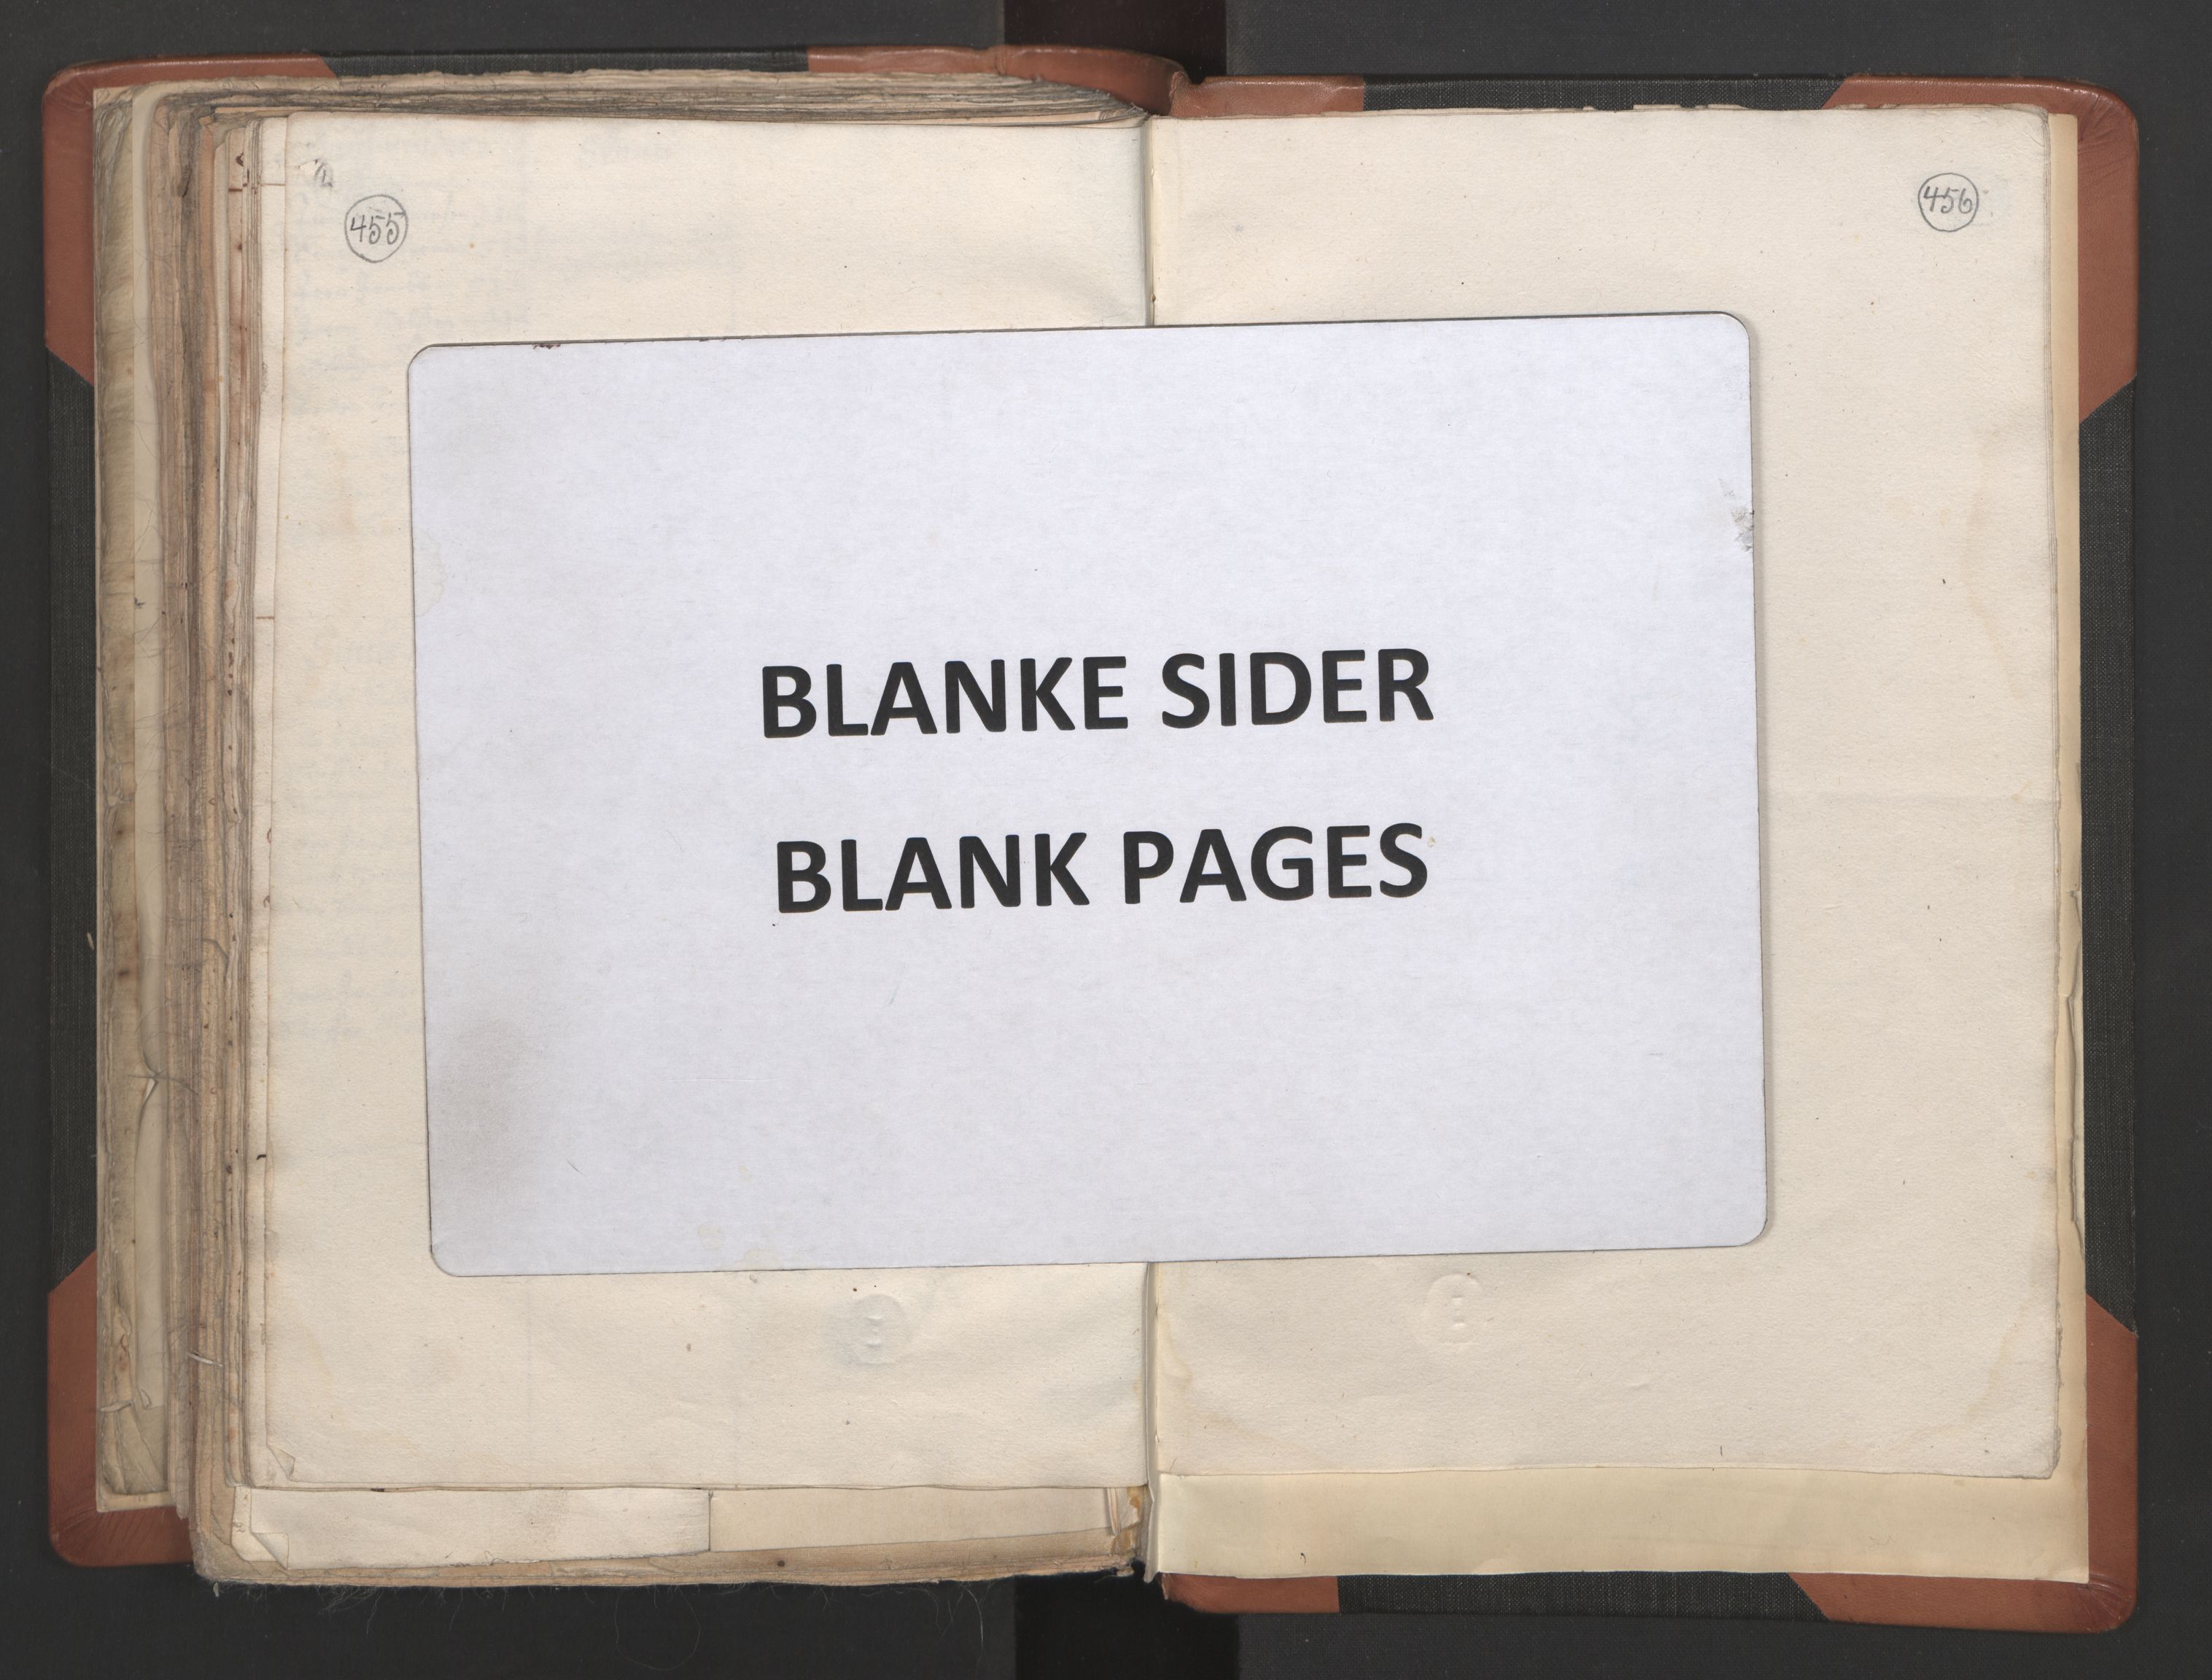 455
456
BLANKE SIDER
BLANK PAGES